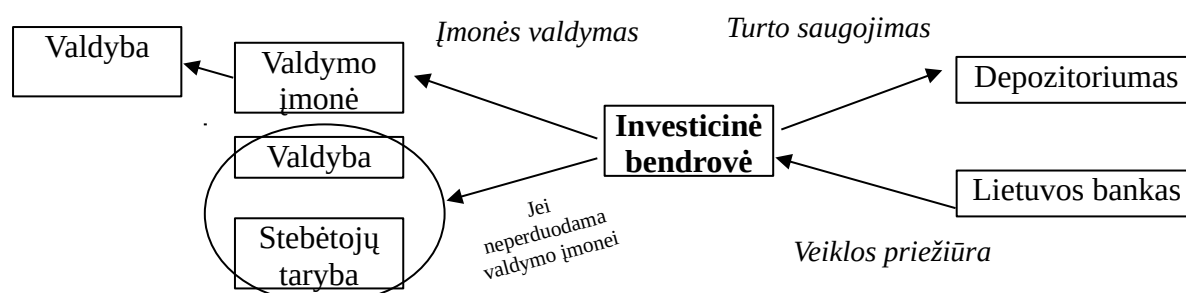 Įmonės valdymas
Turto saugojimas
Valdyba
Valdymo
įmonė
Depozitoriumas
Investicinė
bendrovė
Valdyba
Lietuvos bankas
Jei
neperduodama
valdymo įmonei
Stebėtojų
taryba
Veiklos priežiūra